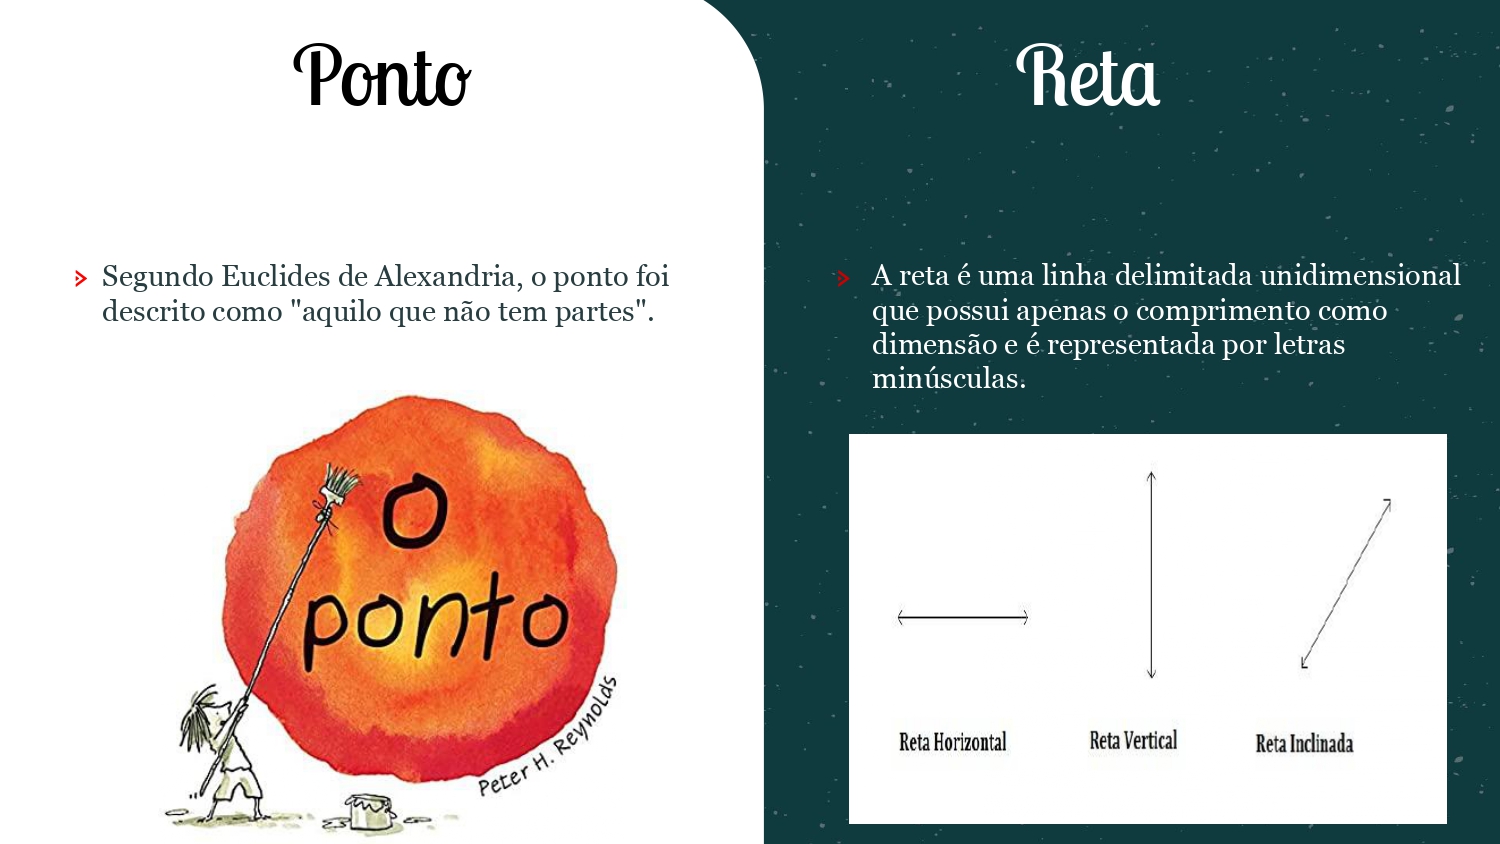 Ponto
Segundo Euclides de Alexandria, o ponto foi
descrito como "aquilo que não tem partes".
O
ponto
Peter H. Reynolds
Reta
A reta é uma linha delimitada unidimensional
que possui apenas o comprimento como
dimensão e é representada por letras
minúsculas.
Reta Horizontal
Reta Vertical
Reta Inclinada